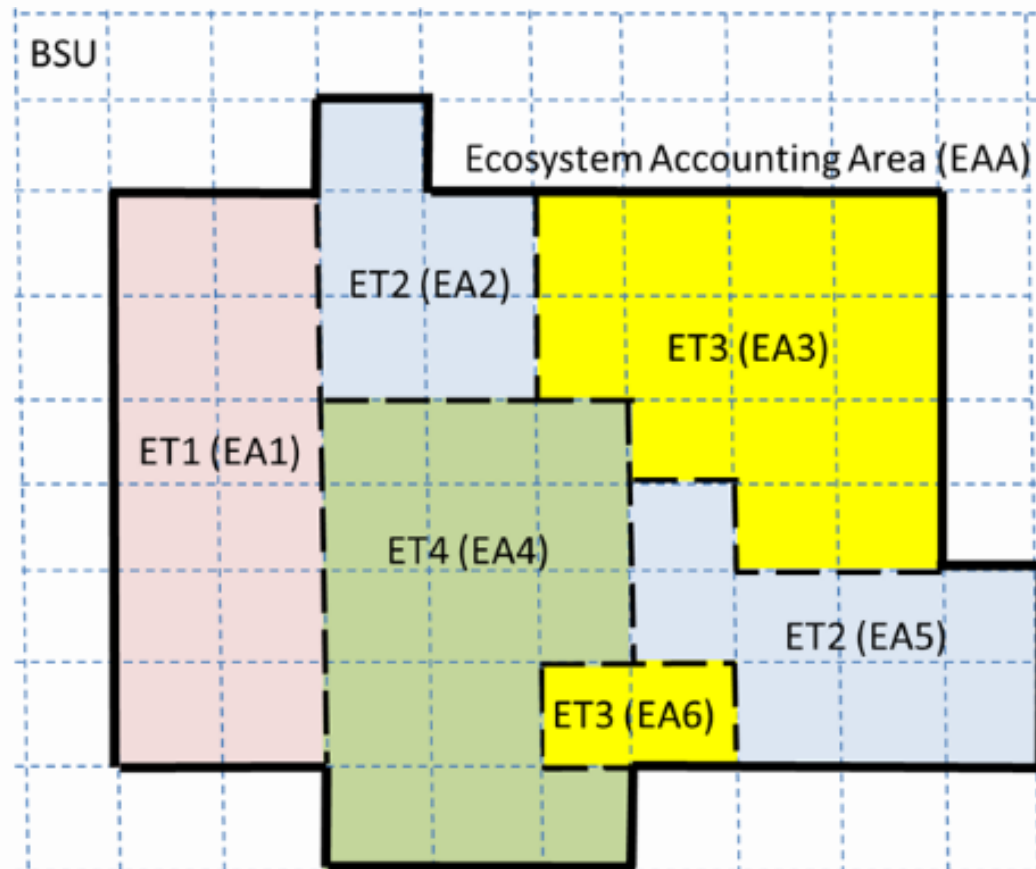 BSU
Ecosystem Accounting Area (EAA)
ET2 (EA2)
ET3 (EA3)
ET1 (EA1)
ET4 (EA4)
ET2 (EA5)
ET3 (EA6)